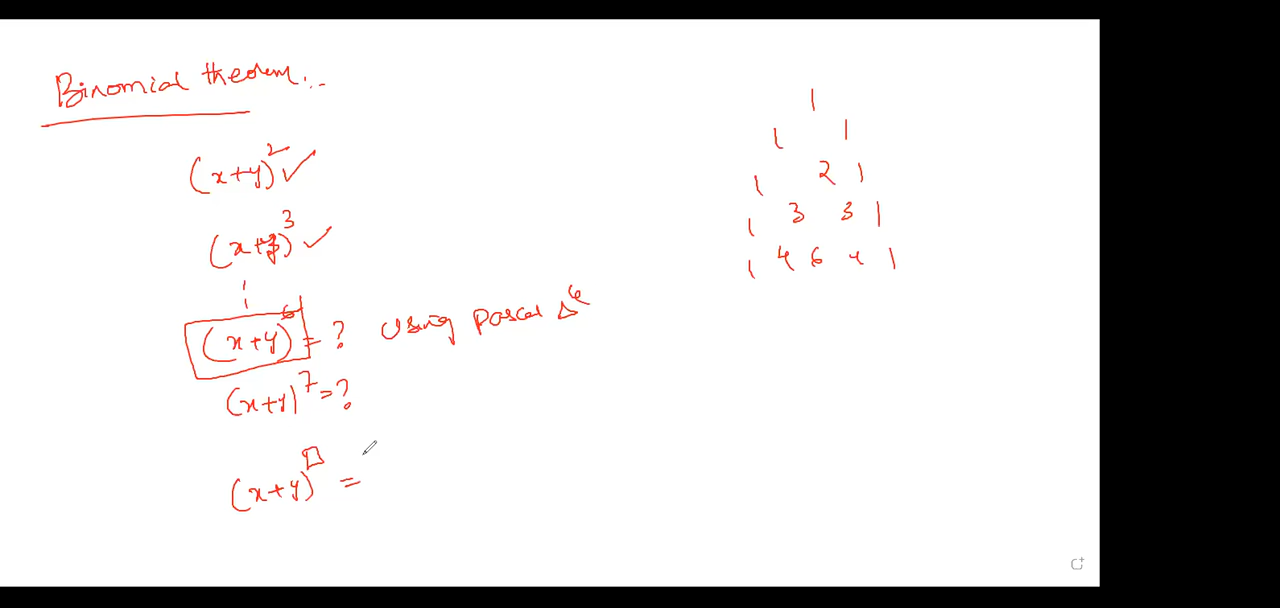 Binomial theorem...
(x+y)² ✓
(x+y)³ ✓
(x+y)⁶ = ? Using pascal Δˡᵉ
(x+y)⁷ = ?
(x+y)^□ =
1
1 1
1 2 1
1 3 3 1
1 4 6 4 1